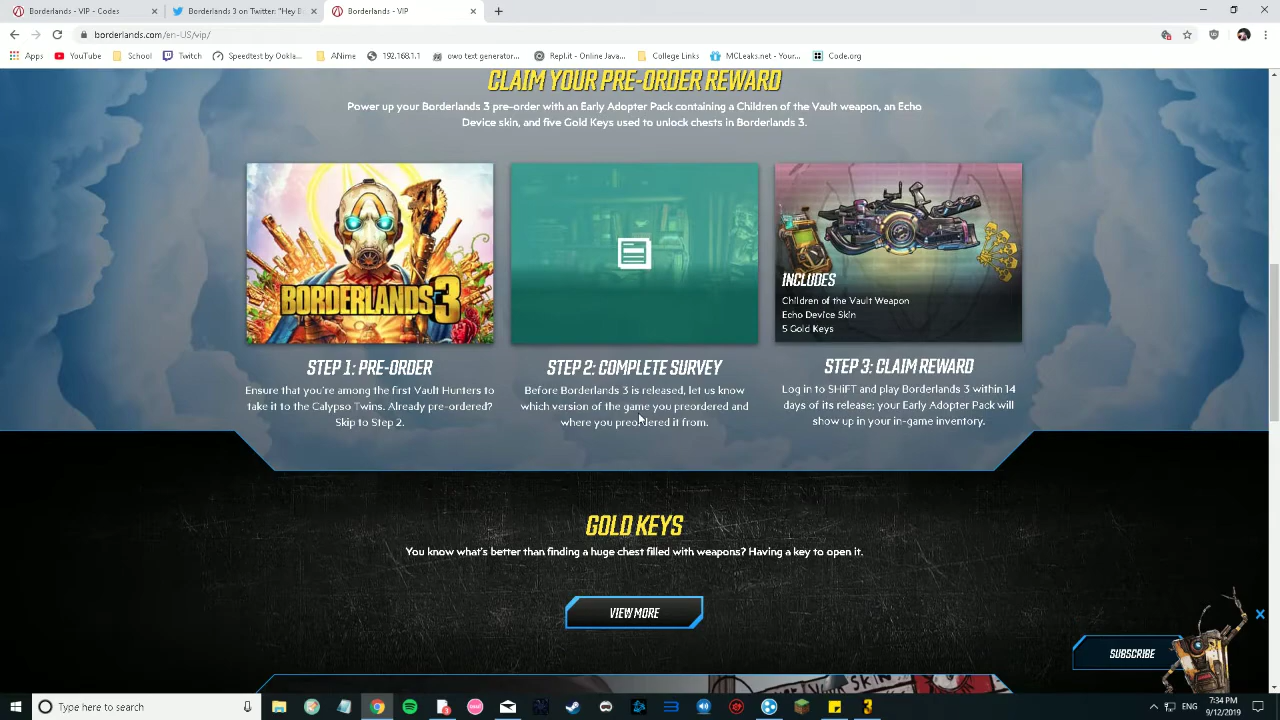 Borderlands - VIP - Codes
Borderlands 3 on Twitter: "Hey B
Borderlands - VIP
borderlands.com/en-US/vip/
Apps
YouTube
School
Twitch
Speedtest by Ookla...
ANime
192.168.1.1
owo text generator...
Repl.it - Online Java...
College Links
MCLeaks.net - Your...
Code.org
CLAIM YOUR PRE-ORDER REWARD
Power up your Borderlands 3 pre-order with an Early Adopter Pack containing a Children of the Vault weapon, an Echo
Device skin, and five Gold Keys used to unlock chests in Borderlands 3.
BORDERLANDS 3
STEP 1: PRE-ORDER
Ensure that you're among the first Vault Hunters to
take it to the Calypso Twins. Already pre-ordered?
Skip to Step 2.
STEP 2: COMPLETE SURVEY
Before Borderlands 3 is released, let us know
which version of the game you preordered and
where you preordered it from.
INCLUDES
Children of the Vault Weapon
Echo Device Skin
5 Gold Keys
STEP 3: CLAIM REWARD
Log in to SHiFT and play Borderlands 3 within 14
days of its release; your Early Adopter Pack will
show up in your in-game inventory.
GOLD KEYS
You know what's better than finding a huge chest filled with weapons? Having a key to open it.
VIEW MORE
SUBSCRIBE
Type here to search
ENG
7:34 PM
9/12/2019